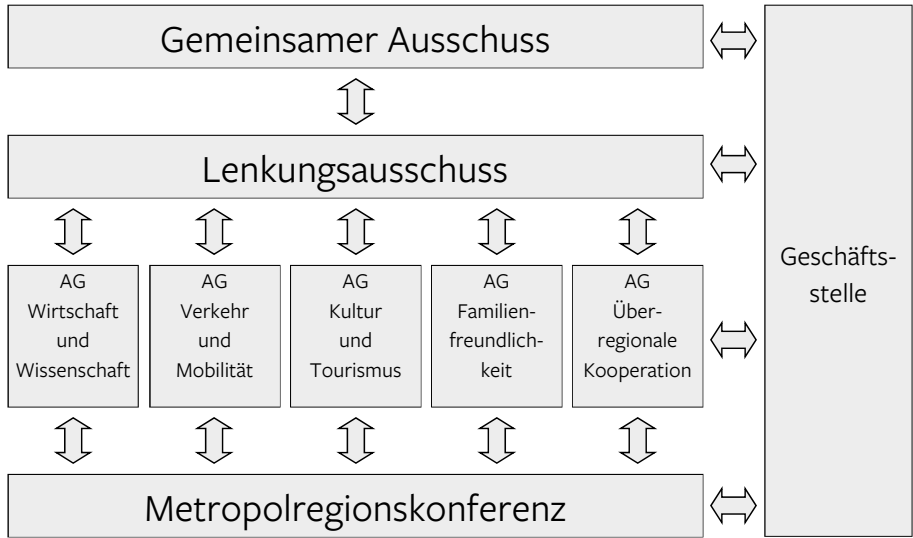 Gemeinsamer Ausschuss
Lenkungsausschuss
AG
Wirtschaft
und
Wissenschaft
AG
Verkehr
und
Mobilität
AG
Kultur
und
Tourismus
AG
Familien-
freundlich-
keit
AG
Über-
regionale
Kooperation
Metropolregionskonferenz
Geschäfts-
stelle